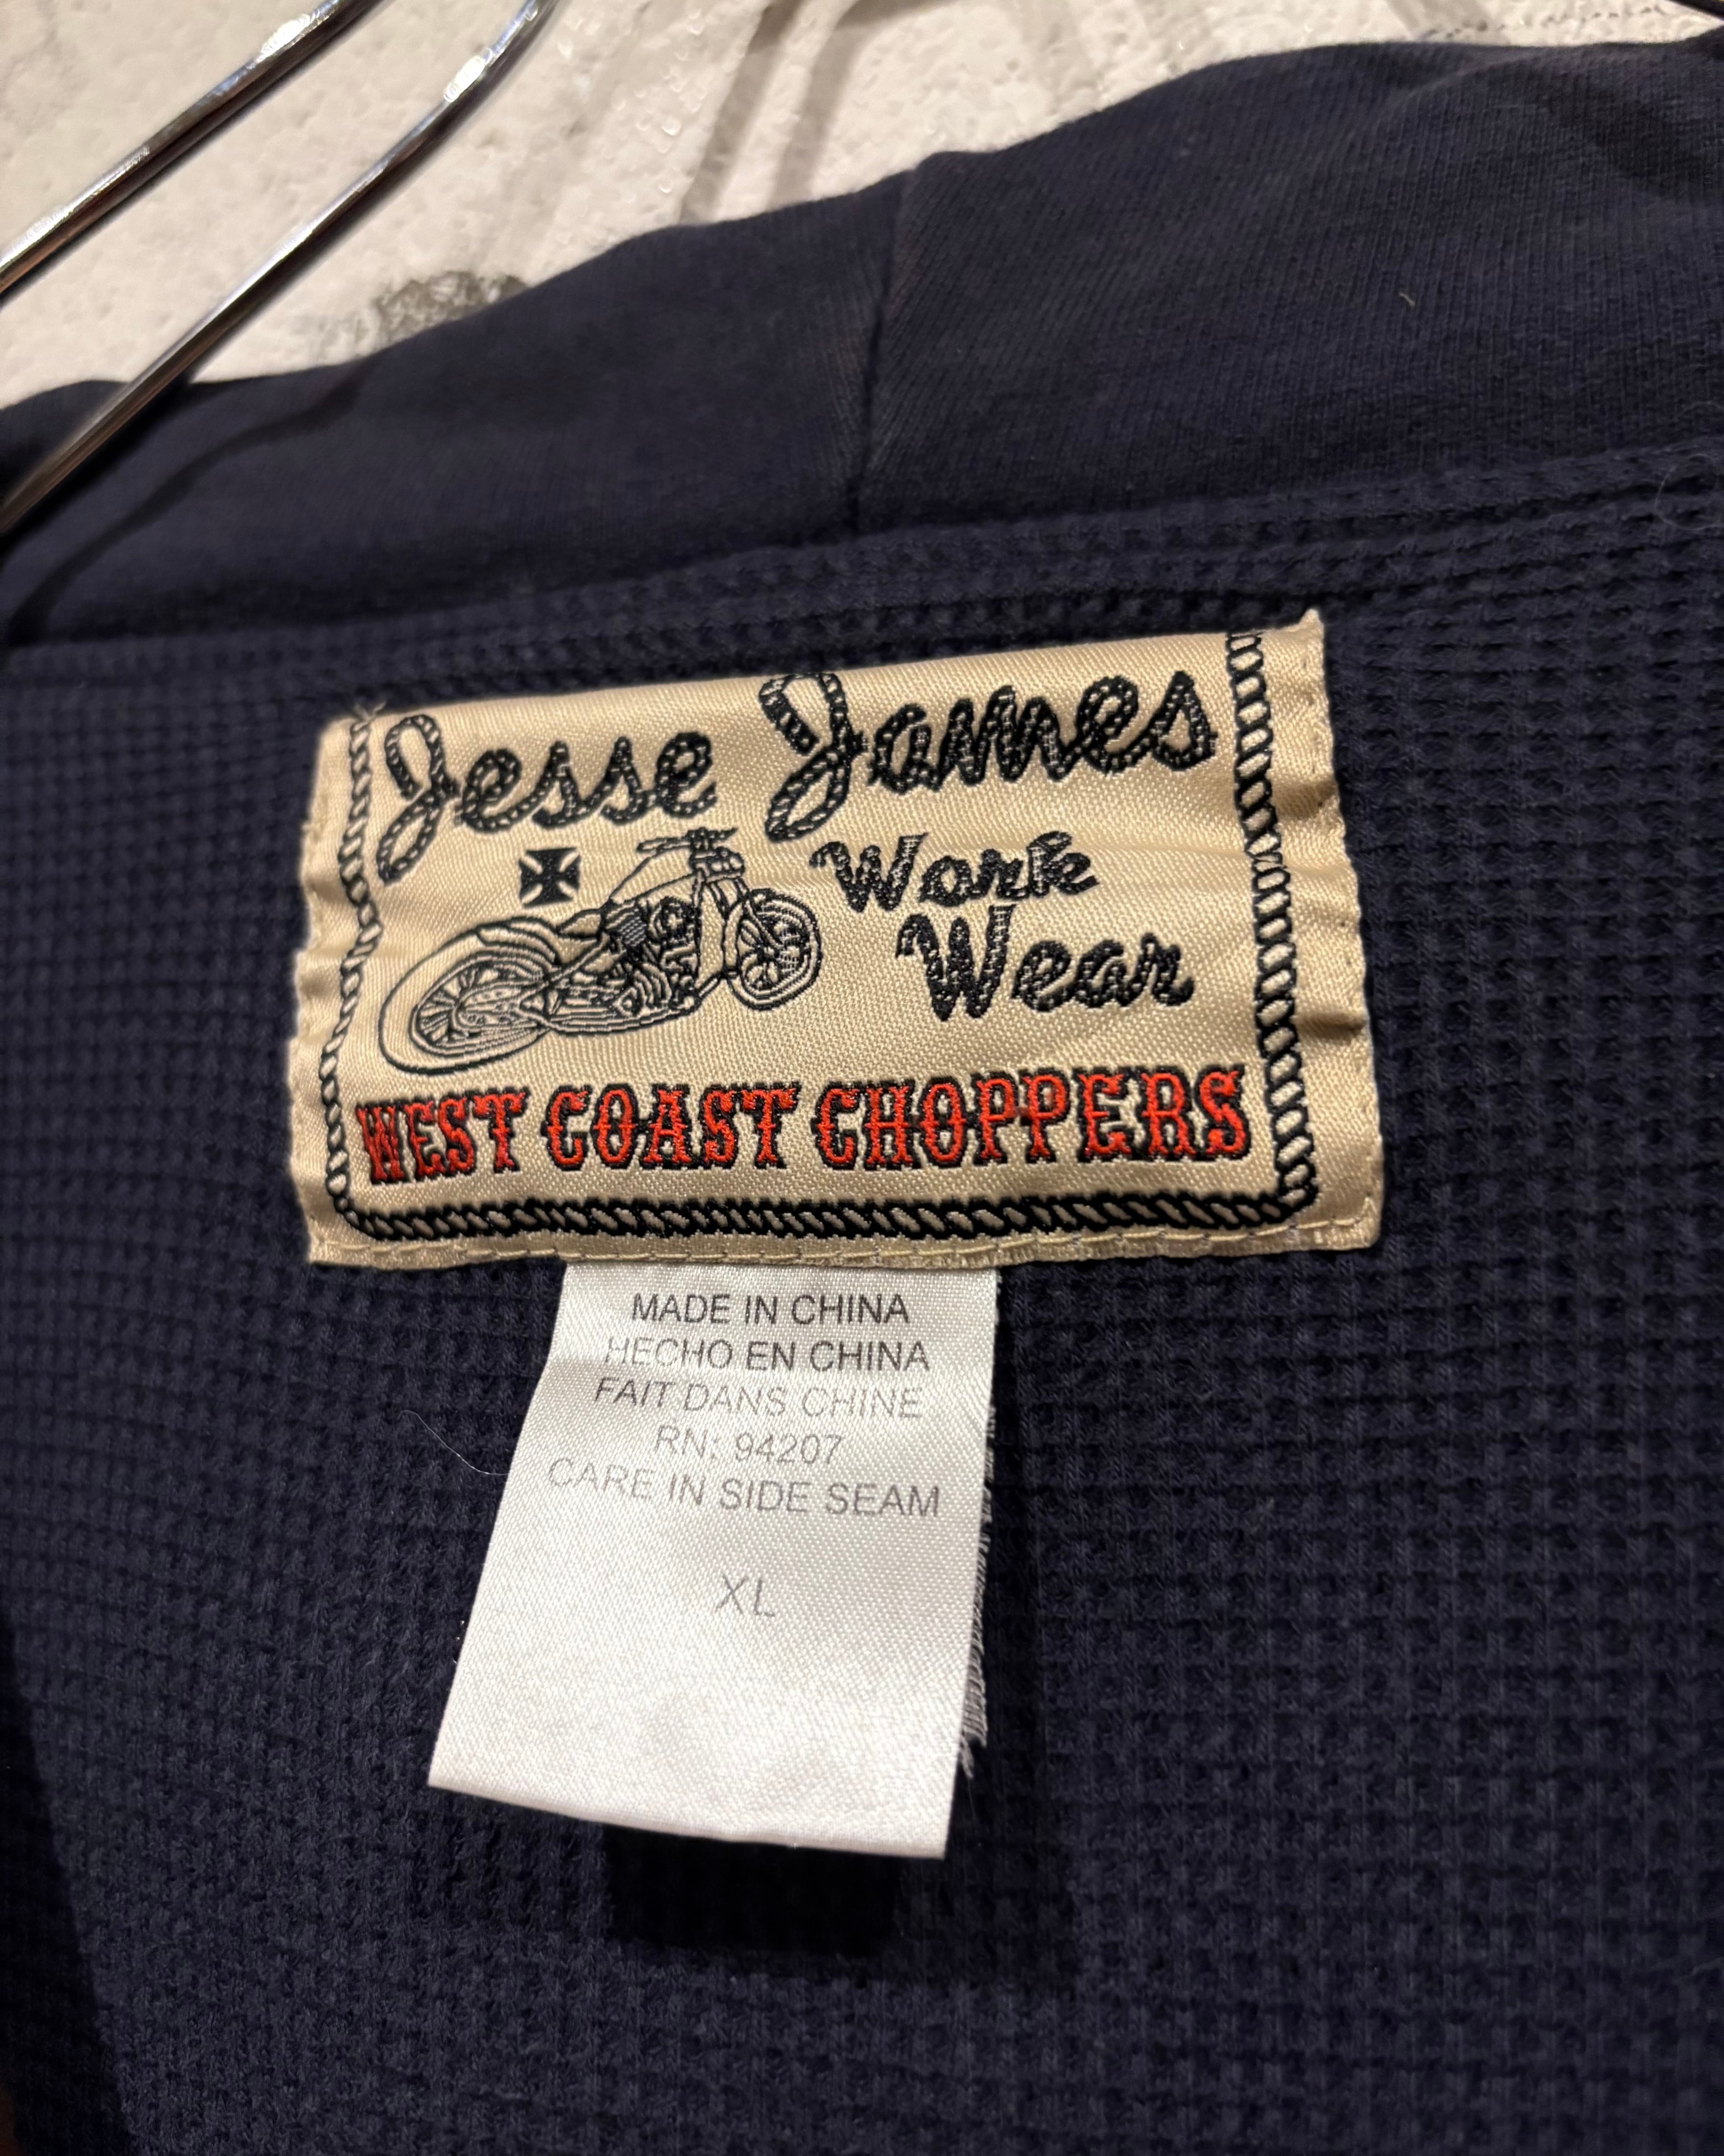 Jesse James
Work
Wear
WEST COAST CHOPPERS
MADE IN CHINA
HECHO EN CHINA
FAIT DANS CHINE
RN: 94207
CARE IN SIDE SEAM
XL